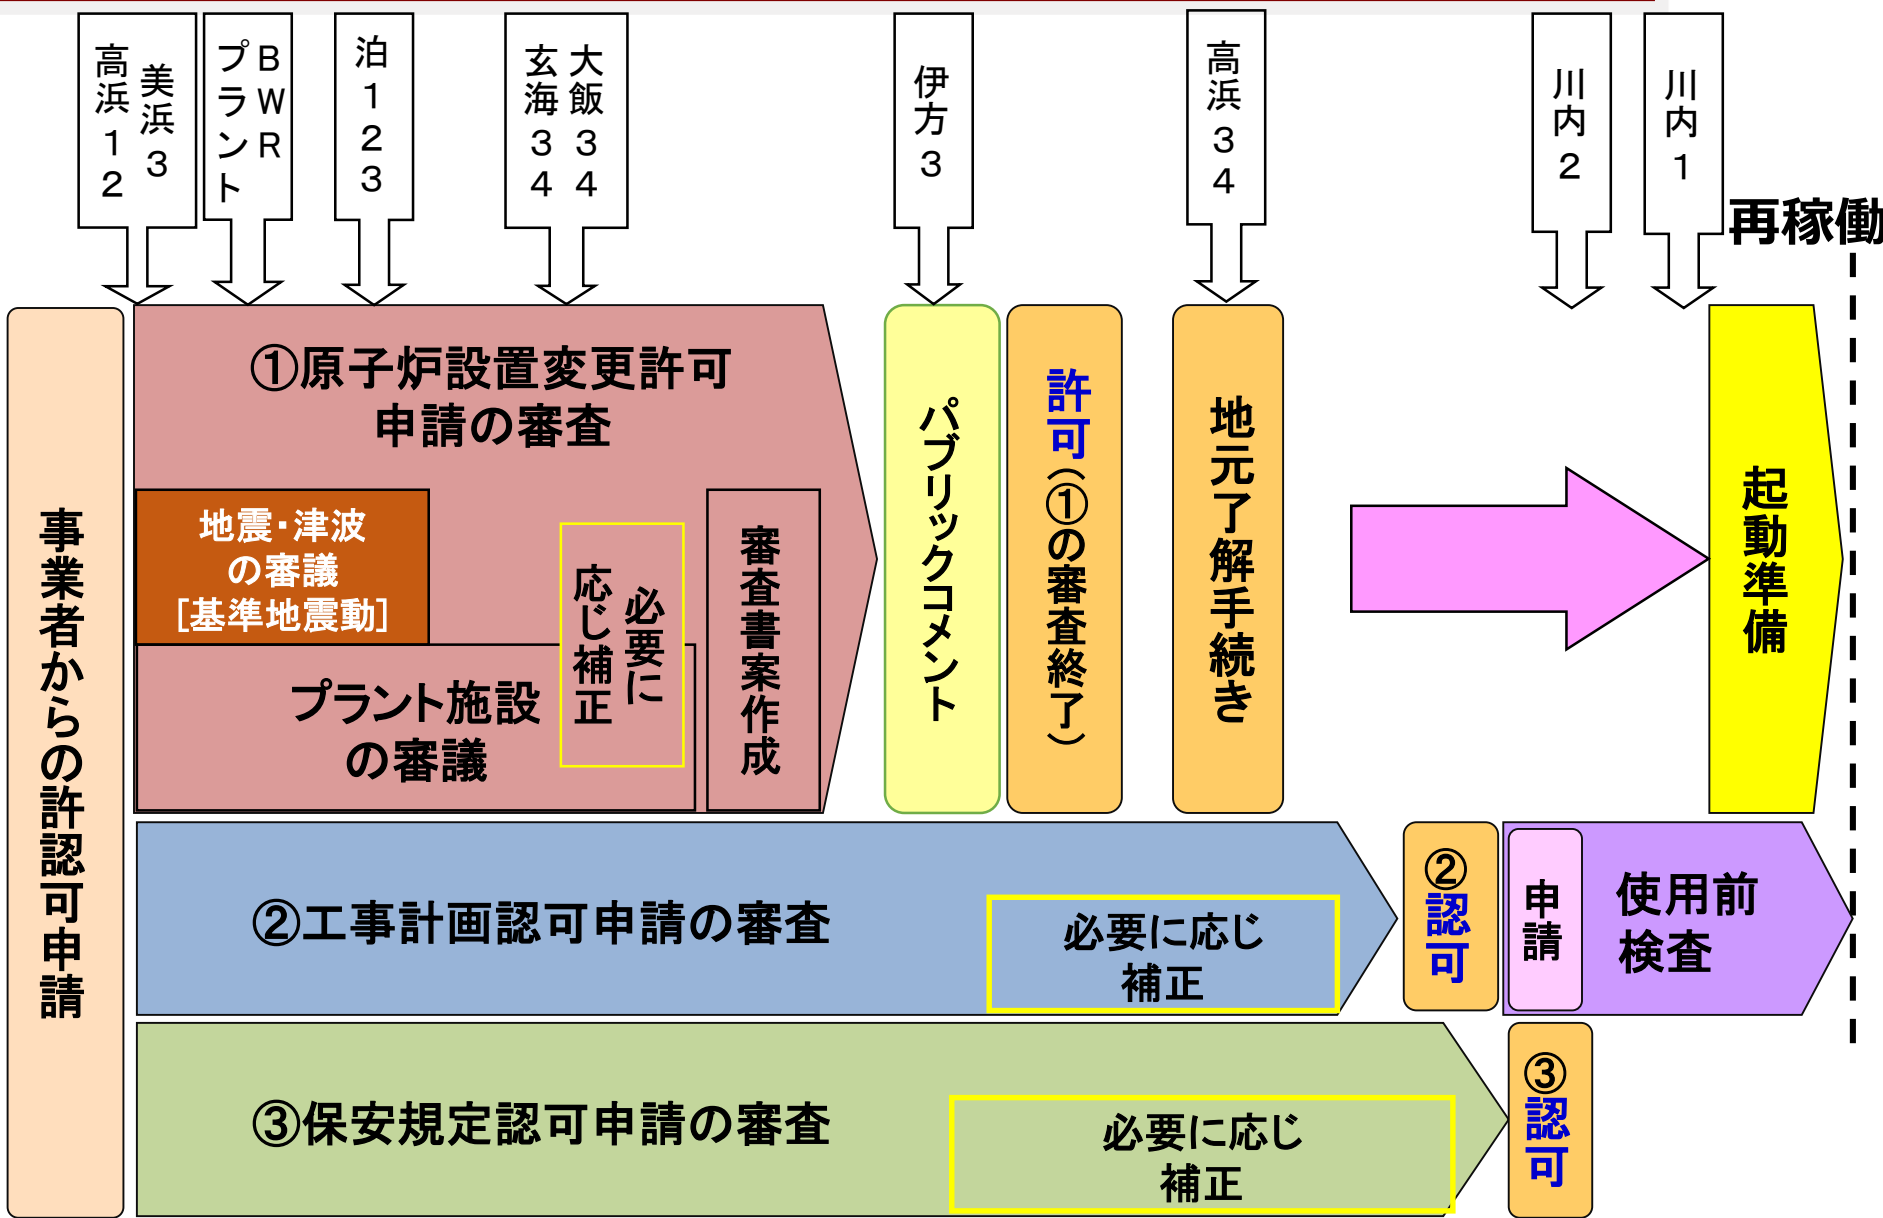 美浜３
高浜１２
ＢＷＲ
プラント
泊１２３
大飯３４
玄海３４
伊方３
高浜３４
川内２
川内１
再稼働
事業者からの許認可申請
①原子炉設置変更許可
申請の審査
地震・津波
の審議
［基準地震動］
プラント施設
の審議
必要に
応じ補正
審査書案作成
パブリックコメント
許可（①の審査終了）
地元了解手続き
起動準備
②工事計画認可申請の審査
必要に応じ
補正
②認可
申請
使用前
検査
③保安規定認可申請の審査
必要に応じ
補正
③認可